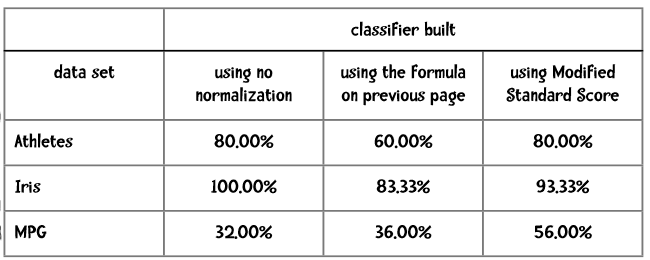 classifier built
data set using no using the formula using Modified
normalization on previous page Standard Score
Athletes 80.00% 60.00% 80.00%
Iris 100.00% 83.33% 93.33%
MPG 32.00% 36.00% 56.00%